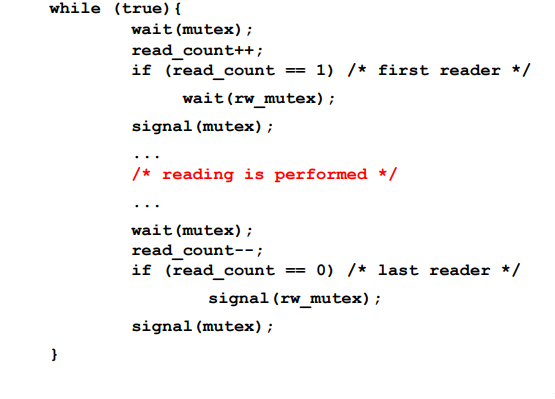 while (true){
wait(mutex);
read_count++;
if (read_count == 1) /* first reader */
wait(rw_mutex);
signal(mutex);
...
/* reading is performed */
...
wait(mutex);
read_count--;
if (read_count == 0) /* last reader */
signal(rw_mutex);
signal(mutex);
}